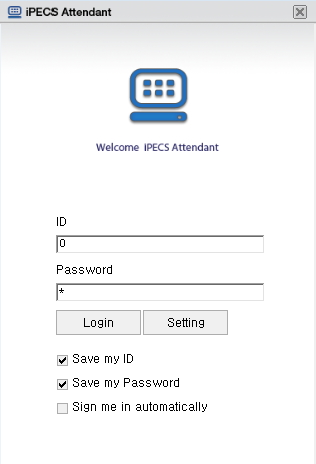 iPECS Attendant
Welcome iPECS Attendant
ID
0
Password
*
Login Setting
Save my ID
Save my Password
Sign me in automatically